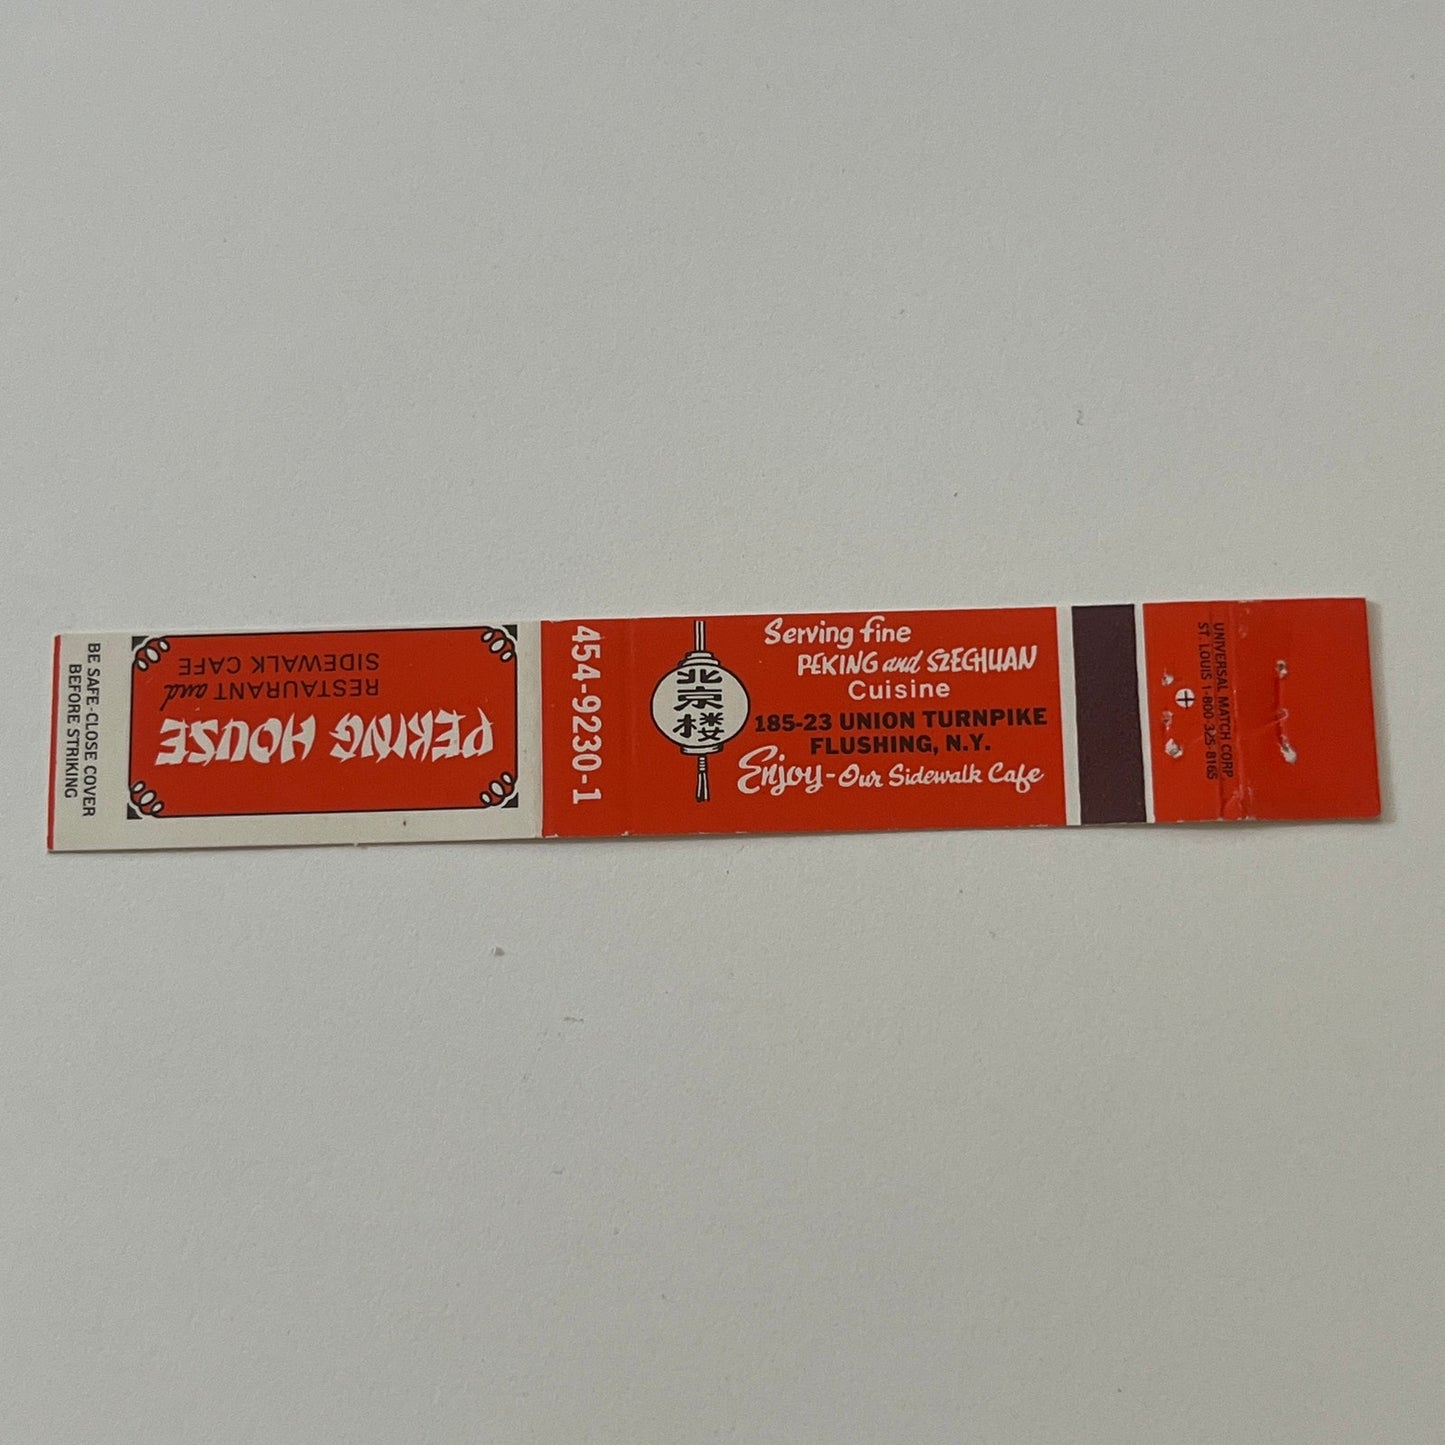 BE SAFE-CLOSE COVER
BEFORE STRIKING
PEKING HOUSE
RESTAURANT and
SIDEWALK CAFE
454-9230-1
北
京
楼
Serving fine
PEKING and SZECHUAN
Cuisine
185-23 UNION TURNPIKE
FLUSHING, N.Y.
Enjoy-Our Sidewalk Cafe
UNIVERSAL MATCH CORP.
ST. LOUIS 1-800-325-8165